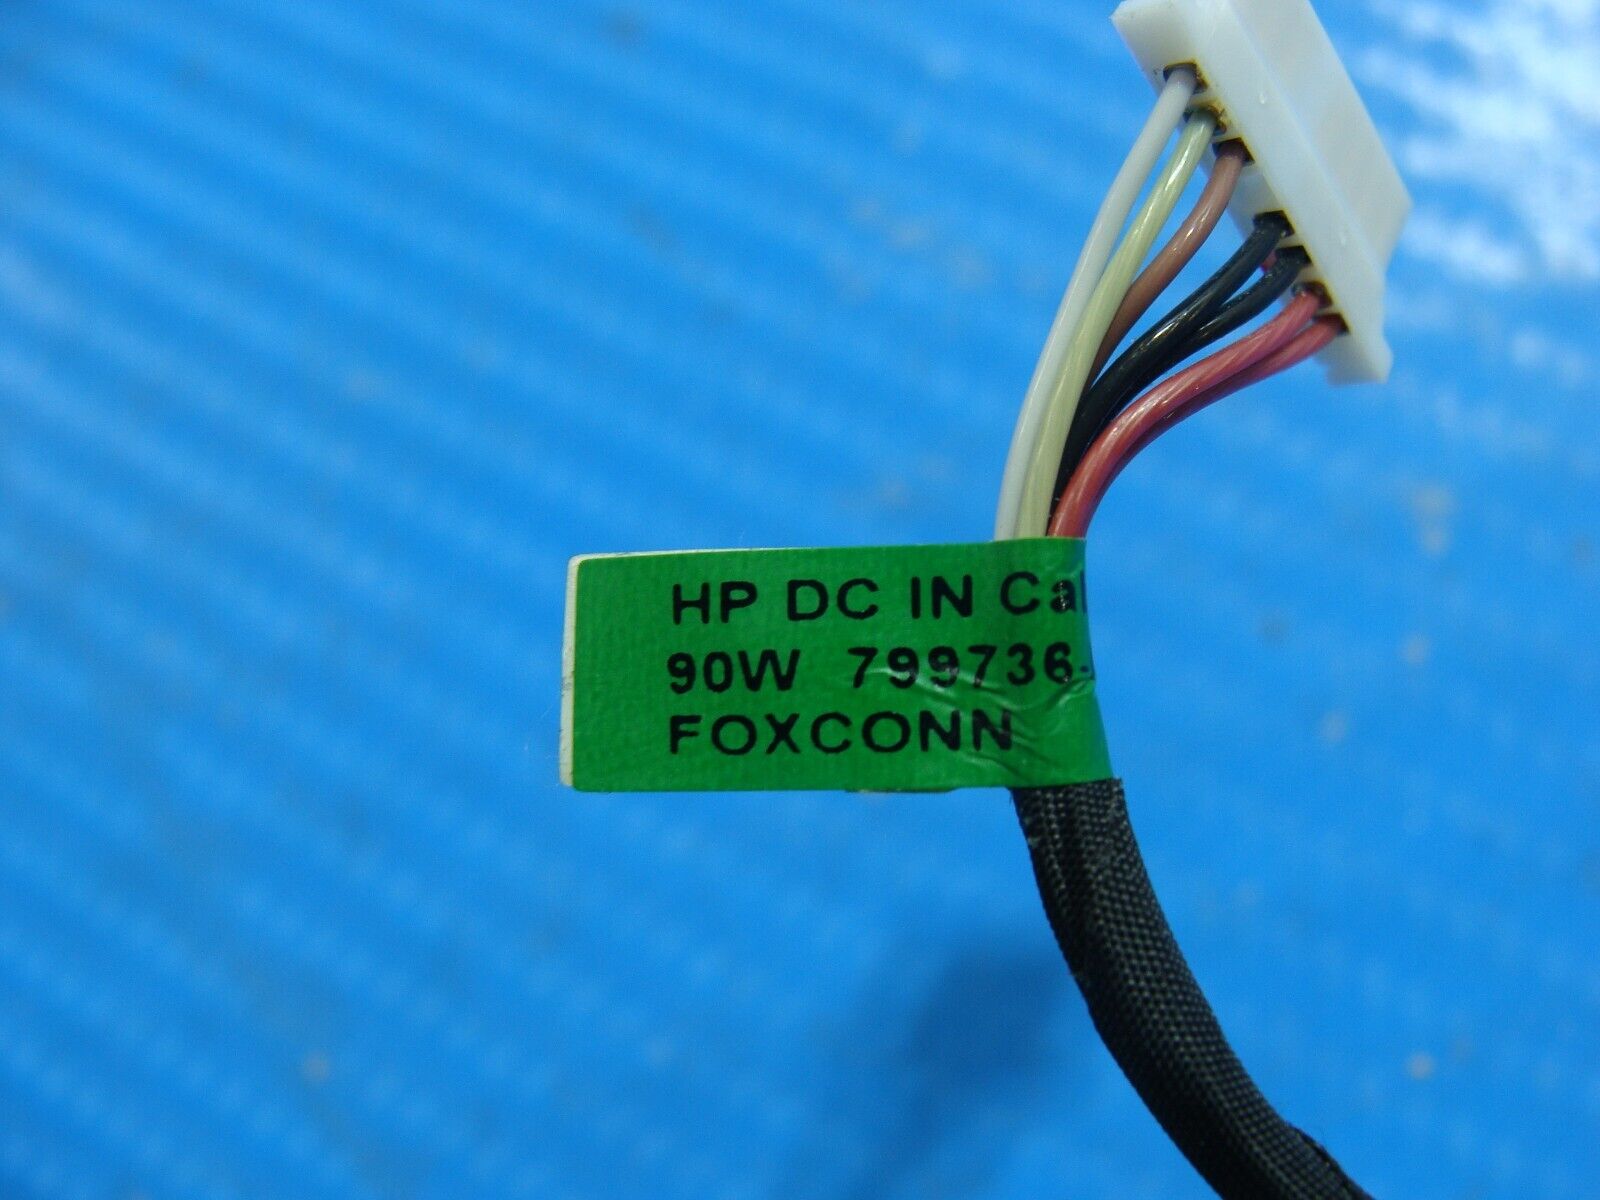 HP DC IN Ca
90W 799736-
FOXCONN